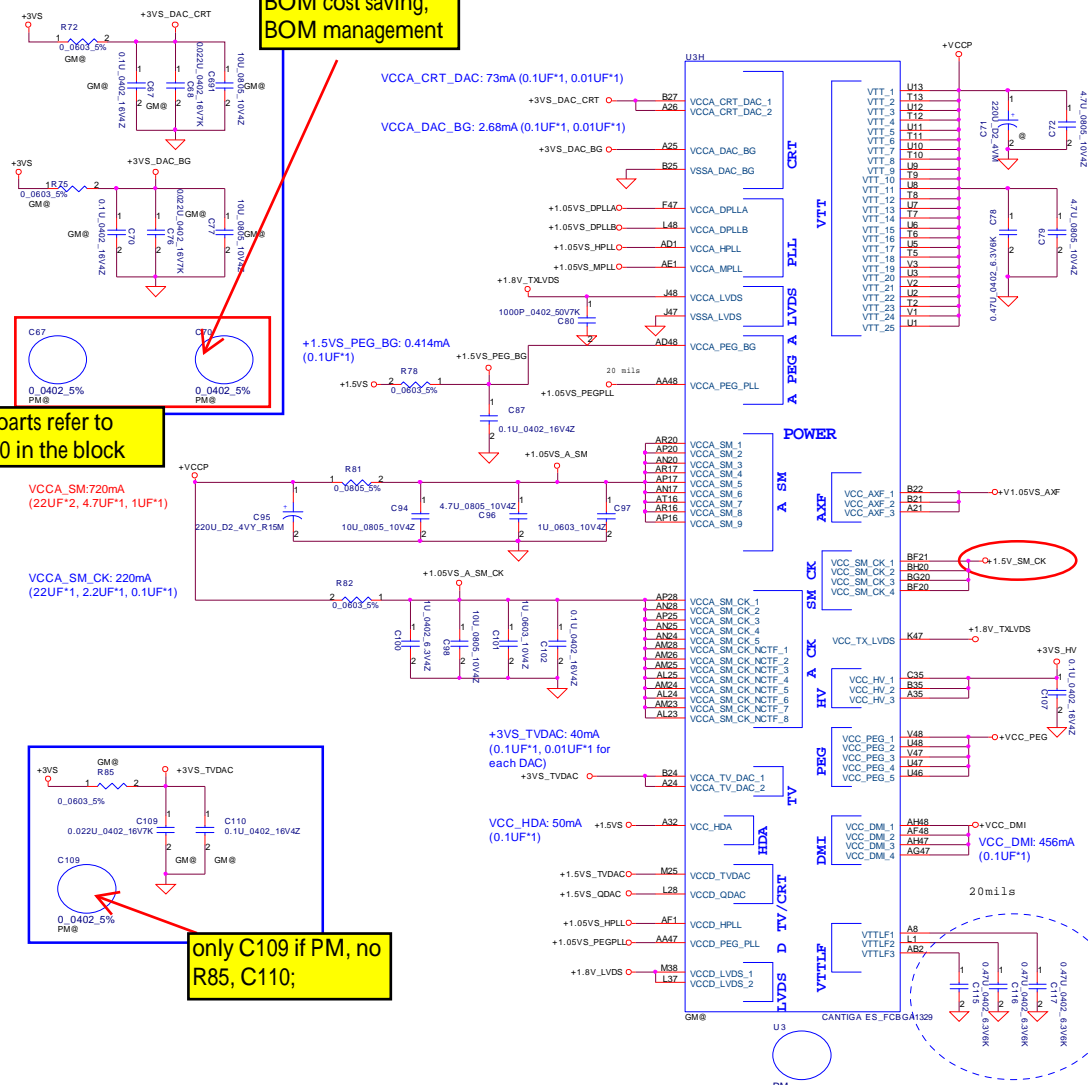 BOM cost saving,
BOM management
+3VS
+3VS_DAC_CRT
R72
1 2
0_0603_5%
GM@
GM@
0.1U_0402_16V4Z
C67
GM@
0.022U_0402_16V7K
C68
GM@
10U_0805_10V4Z
C691
+3VS
+3VS_DAC_BG
R75
1 2
0_0603_5%
GM@
GM@
0.1U_0402_16V4Z
C70
0.022U_0402_16V7K
C76
GM@
10U_0805_10V4Z
C77
GM@
C67
0_0402_5%
PM@
C70
0_0402_5%
PM@
parts refer to
0 in the block
VCCA_CRT_DAC: 73mA (0.1UF*1, 0.01UF*1)
+3VS_DAC_CRT
VCCA_DAC_BG: 2.68mA (0.1UF*1, 0.01UF*1)
+3VS_DAC_BG
+1.05VS_DPLLA
+1.05VS_DPLLB
+1.05VS_HPLL
+1.05VS_MPLL
+1.8V_TXLVDS
1000P_0402_50V7K
C80
+1.5VS_PEG_BG: 0.414mA
(0.1UF*1)
+1.5VS_PEG_BG
+1.5VS
R78
2 1
0_0603_5%
20 mils
+1.05VS_PEGPLL
C87
0.1U_0402_16V4Z
+VCCP
VCCA_SM:720mA
(22UF*2, 4.7UF*1, 1UF*1)
R81
2 1
0_0805_5%
+1.05VS_A_SM
C95
220U_D2_4VY_R15M
C94
10U_0805_10V4Z
4.7U_0805_10V4Z
C96
C97
1U_0603_10V4Z
VCCA_SM_CK: 220mA
(22UF*1, 2.2UF*1, 0.1UF*1)
R82
2 1
0_0603_5%
+1.05VS_A_SM_CK
1U_0402_6.3V4Z
C100
10U_0805_10V4Z
C98
1U_0603_10V4Z
C101
0.1U_0402_16V4Z
C102
+3VS
GM@
R85
1 2
0_0603_5%
+3VS_TVDAC
C109
0.022U_0402_16V7K
GM@
C110
0.1U_0402_16V4Z
GM@
C109
0_0402_5%
PM@
only C109 if PM, no
R85, C110;
+3VS_TVDAC: 40mA
(0.1UF*1, 0.01UF*1 for
each DAC)
+3VS_TVDAC
VCC_HDA: 50mA
(0.1UF*1)
+1.5VS
+1.5VS_TVDAC
+1.5VS_QDAC
+1.05VS_HPLL
+1.05VS_PEGPLL
+1.8V_LVDS
U3H
B27 VCCA_CRT_DAC_1
A26 VCCA_CRT_DAC_2
A25 VCCA_DAC_BG
B25 VSSA_DAC_BG
CRT
F47 VCCA_DPLLA
L48 VCCA_DPLLB
AD1 VCCA_HPLL
AE1 VCCA_MPLL
PLL
J48 VCCA_LVDS
J47 VSSA_LVDS
A LVDS
AD48 VCCA_PEG_BG
AA48 VCCA_PEG_PLL
A PEG
POWER
AR20 VCCA_SM_1
AP20 VCCA_SM_2
AN20 VCCA_SM_3
AR17 VCCA_SM_4
AP17 VCCA_SM_5
AN17 VCCA_SM_6
AT16 VCCA_SM_7
AR16 VCCA_SM_8
AP16 VCCA_SM_9
A SM
AP28 VCCA_SM_CK_1
AN28 VCCA_SM_CK_2
AP25 VCCA_SM_CK_3
AN25 VCCA_SM_CK_4
AN24 VCCA_SM_CK_5
AM28 VCCA_SM_CK_NCTF_1
AM26 VCCA_SM_CK_NCTF_2
AM25 VCCA_SM_CK_NCTF_3
AL25 VCCA_SM_CK_NCTF_4
AM24 VCCA_SM_CK_NCTF_5
AL24 VCCA_SM_CK_NCTF_6
AM23 VCCA_SM_CK_NCTF_7
AL23 VCCA_SM_CK_NCTF_8
A CK
B24 VCCA_TV_DAC_1
A24 VCCA_TV_DAC_2
TV
A32 VCC_HDA
HDA
M25 VCCD_TVDAC
L28 VCCD_QDAC
D TV/CRT
AF1 VCCD_HPLL
AA47 VCCD_PEG_PLL
M38 VCCD_LVDS_1
L37 VCCD_LVDS_2
LVDS
GM@
CANTIGA ES_FCBGA1329
U3
+VCCP
VTT
VTT_1 U13
VTT_2 T13
VTT_3 U12
VTT_4 T12
VTT_5 U11
VTT_6 T11
VTT_7 U10
VTT_8 T10
VTT_9 U9
VTT_10 T9
VTT_11 U8
VTT_12 T8
VTT_13 U7
VTT_14 T7
VTT_15 U6
VTT_16 T6
VTT_17 U5
VTT_18 T5
VTT_19 V3
VTT_20 U3
VTT_21 V2
VTT_22 U2
VTT_23 T2
VTT_24 V1
VTT_25 U1
220U_D2_4VM
C71
@
4.7U_0805_10V4Z
C72
0.47U_0402_6.3V6K
C78
4.7U_0805_10V4Z
C79
AXF
VCC_AXF_1 B22
VCC_AXF_2 B21
VCC_AXF_3 A21
+V1.05VS_AXF
SM CK
VCC_SM_CK_1 BF21
VCC_SM_CK_2 BH20
VCC_SM_CK_3 BG20
VCC_SM_CK_4 BF20
+1.5V_SM_CK
VCC_TX_LVDS K47
+1.8V_TXLVDS
HV
VCC_HV_1 C35
VCC_HV_2 B35
VCC_HV_3 A35
+3VS_HV
0.1U_0402_16V4Z
C107
PEG
VCC_PEG_1 V48
VCC_PEG_2 U48
VCC_PEG_3 V47
VCC_PEG_4 U47
VCC_PEG_5 U46
+VCC_PEG
DMI
VCC_DMI_1 AH48
VCC_DMI_2 AF48
VCC_DMI_3 AH47
VCC_DMI_4 AG47
+VCC_DMI
VCC_DMI: 456mA
(0.1UF*1)
20mils
VTTLF
VTTLF1 A8
VTTLF2 L1
VTTLF3 AB2
0.47U_0402_6.3V6K
C115
0.47U_0402_6.3V6K
C116
0.47U_0402_6.3V6K
C117